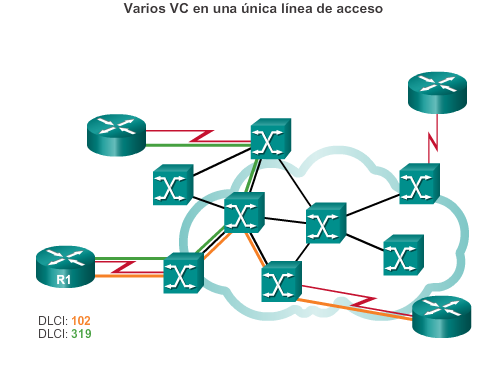 Varios VC en una única línea de acceso
R1
DLCI: 102
DLCI: 319